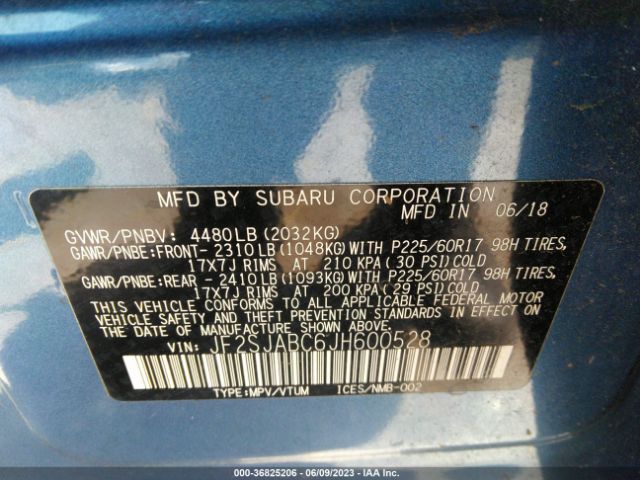 MFD BY SUBARU CORPORATION
MFD IN 06/18
GVWR/PNBV: 4480LB (2032KG)
GAWR/PNBE:FRONT- 2310LB (1048KG) WITH P225/60R17 98H TIRES,
17X7J RIMS AT 210 KPA (30 PSI) COLD
GAWR/PNBE:REAR - 2410LB (1093KG) WITH P225/60R17 98H TIRES,
17X7J RIMS AT 200 KPA (29 PSI) COLD
THIS VEHICLE CONFORMS TO ALL APPLICABLE FEDERAL MOTOR
VEHICLE SAFETY AND THEFT PREVENTION STANDARDS IN EFFECT ON
THE DATE OF MANUFACTURE SHOWN ABOVE.
VIN: JF2SJABC6JH600528
TYPE:MPV/VTUM ICES/NMB-002
000-36825206 - 06/09/2023 - IAA Inc.